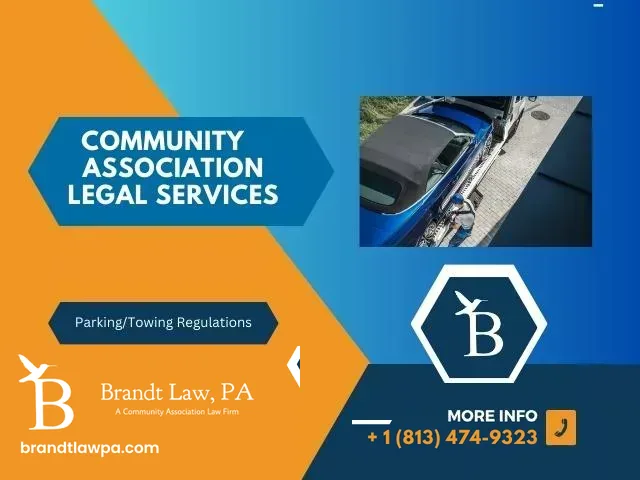 COMMUNITY
ASSOCIATION
LEGAL SERVICES
Parking/Towing Regulations
B
Brandt Law, PA
A Community Association Law Firm
brandtlawpa.com
B
MORE INFO
+ 1 (813) 474-9323